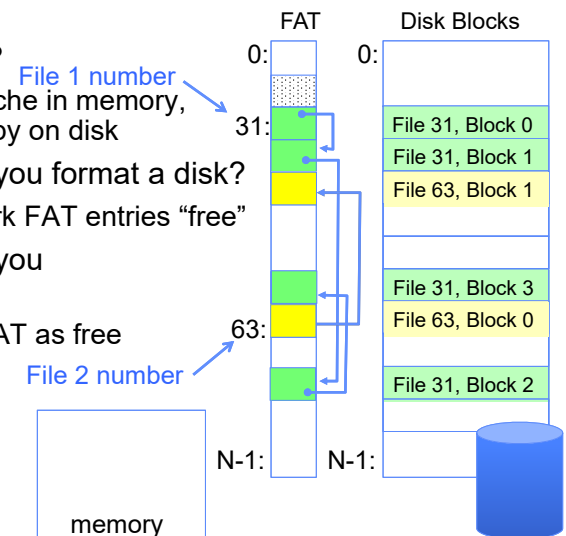 FAT
Disk Blocks
0:
0:
File 1 number
che in memory,
31:
File 31, Block 0
by on disk
File 31, Block 1
you format a disk?
File 63, Block 1
rk FAT entries “free”
you
File 31, Block 3
AT as free
63:
File 63, Block 0
File 2 number
File 31, Block 2
N-1:
N-1:
memory